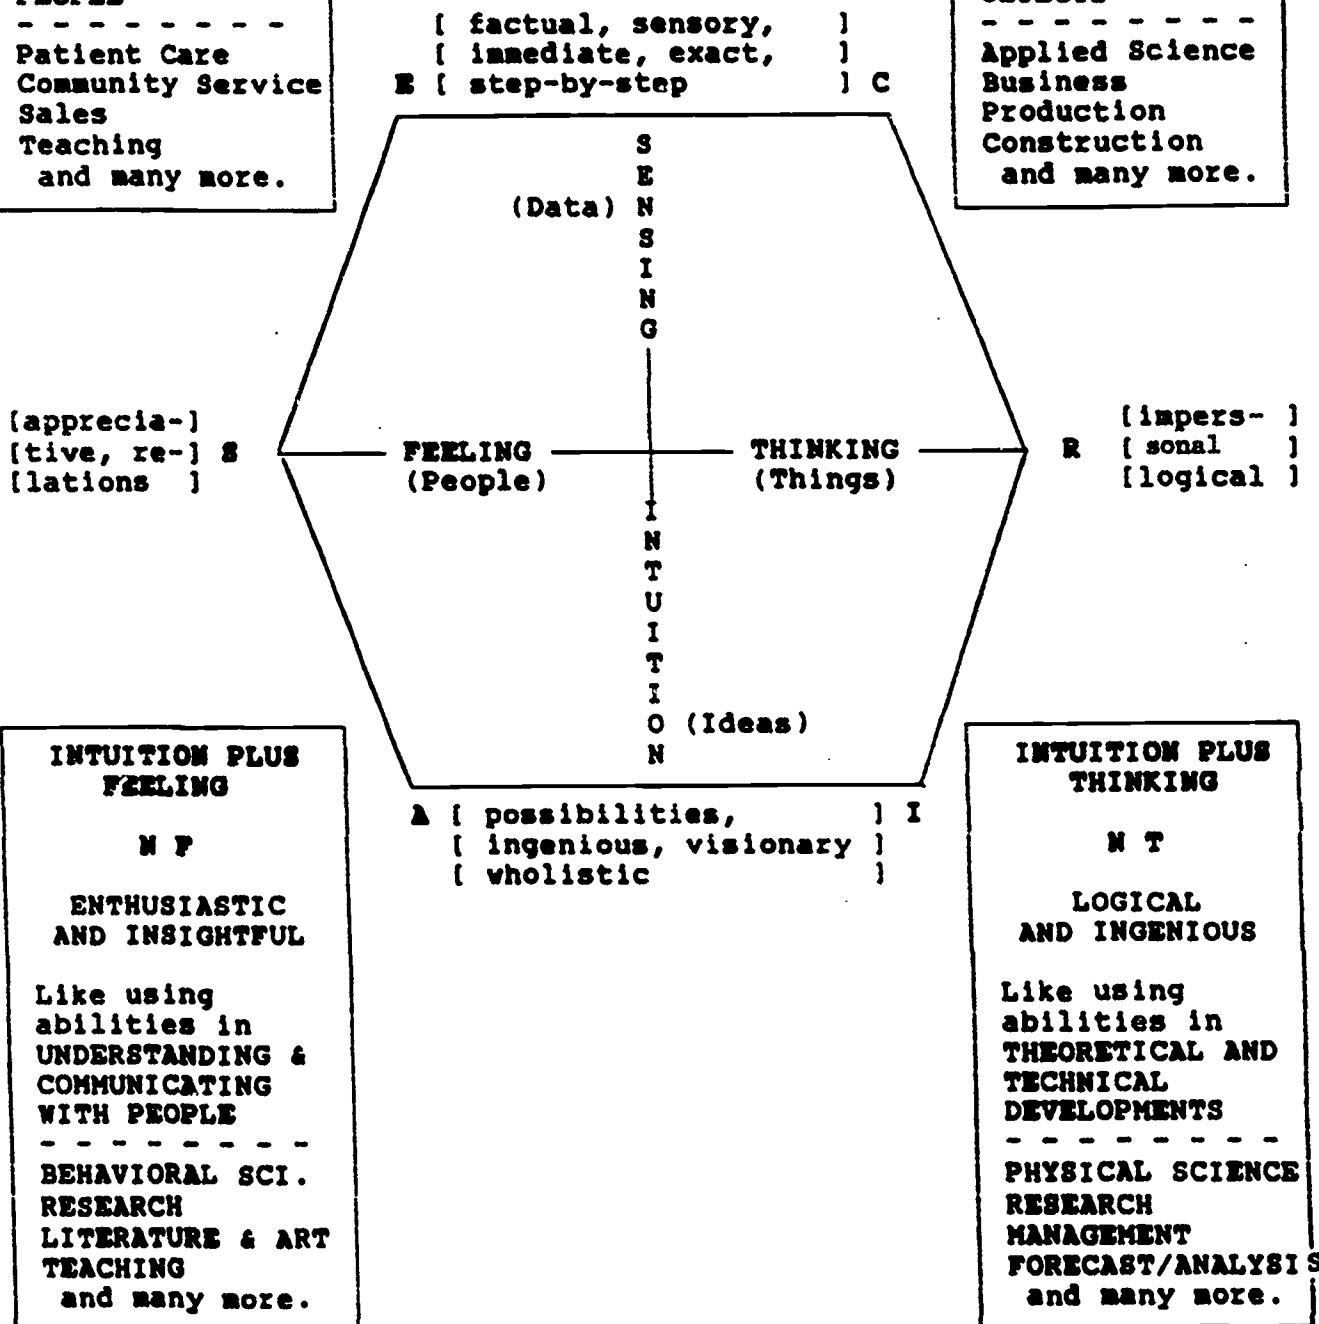 - - - - - - - -
Patient Care
Community Service
Sales
Teaching
and many more.
[ factual, sensory, ]
[ immediate, exact, ]
E [ step-by-step ] C
- - - - - - - -
Applied Science
Business
Production
Construction
and many more.
SENSING
(Data)
[apprecia-]
[tive, re-] S
[lations ]
FEELING
(People)
THINKING
(Things)
R [impers- ]
[ sonal ]
[logical ]
INTUITION
(Ideas)
A [ possibilities, ] I
[ ingenious, visionary ]
[ wholistic ]
INTUITION PLUS
FEELING
N F
ENTHUSIASTIC
AND INSIGHTFUL
Like using
abilities in
UNDERSTANDING &
COMMUNICATING
WITH PEOPLE
- - - - - - - -
BEHAVIORAL SCI.
RESEARCH
LITERATURE & ART
TEACHING
and many more.
INTUITION PLUS
THINKING
N T
LOGICAL
AND INGENIOUS
Like using
abilities in
THEORETICAL AND
TECHNICAL
DEVELOPMENTS
- - - - - - - -
PHYSICAL SCIENCE
RESEARCH
MANAGEMENT
FORECAST/ANALYSIS
and many more.